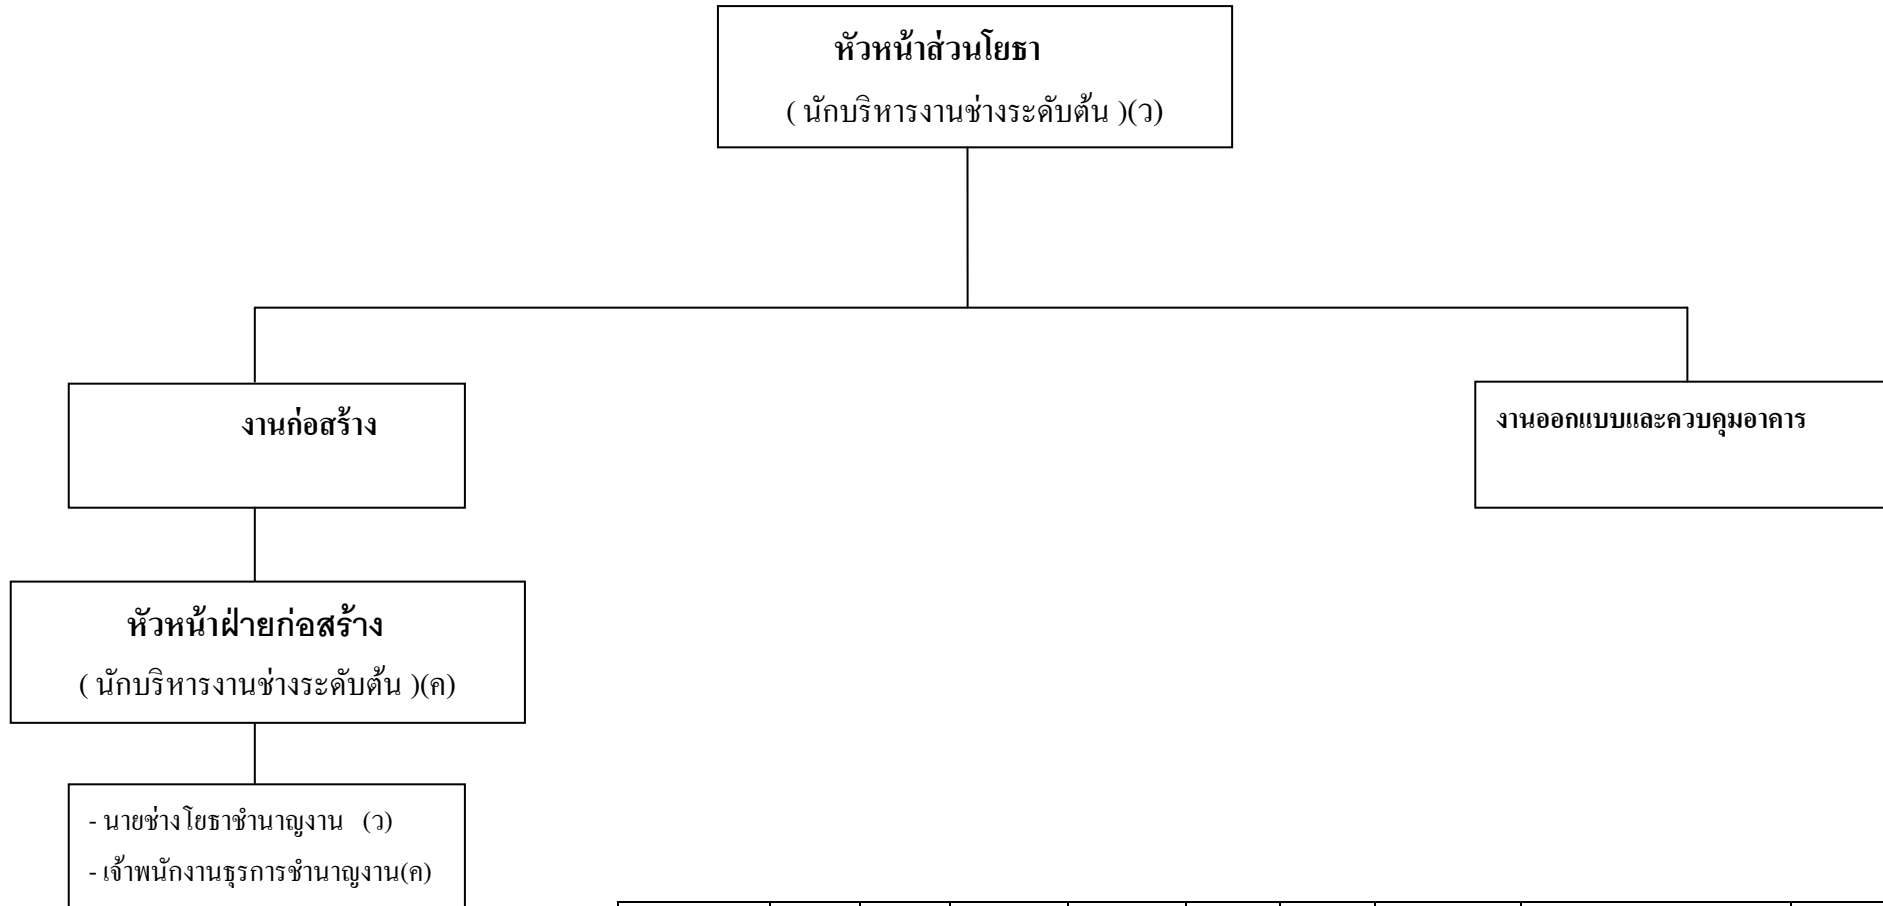 หัวหน้าส่วนโยธา
( นักบริหารงานช่างระดับต้น )(ว)
งานก่อสร้าง
งานออกแบบและควบคุมอาคาร
หัวหน้าฝ่ายก่อสร้าง
( นักบริหารงานช่างระดับต้น )(ค)
- นายช่างโยธาชำนาญงาน (ว)
- เจ้าพนักงานธุรการชำนาญงาน(ค)